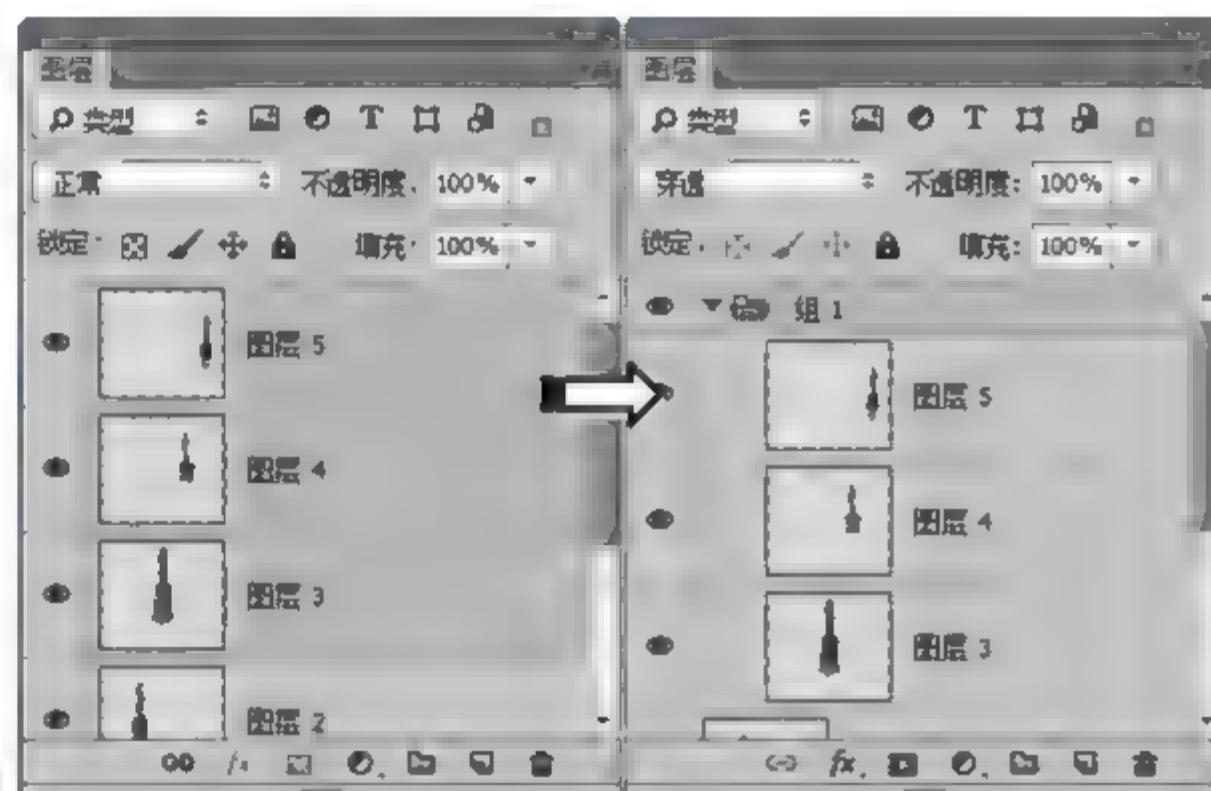 图层
类型 T
正常 不透明度: 100%
锁定: 填充: 100%
图层 5
图层 4
图层 3
图层 2
fx
图层
类型 T
穿透 不透明度: 100%
锁定: 填充: 100%
组 1
图层 5
图层 4
图层 3
fx